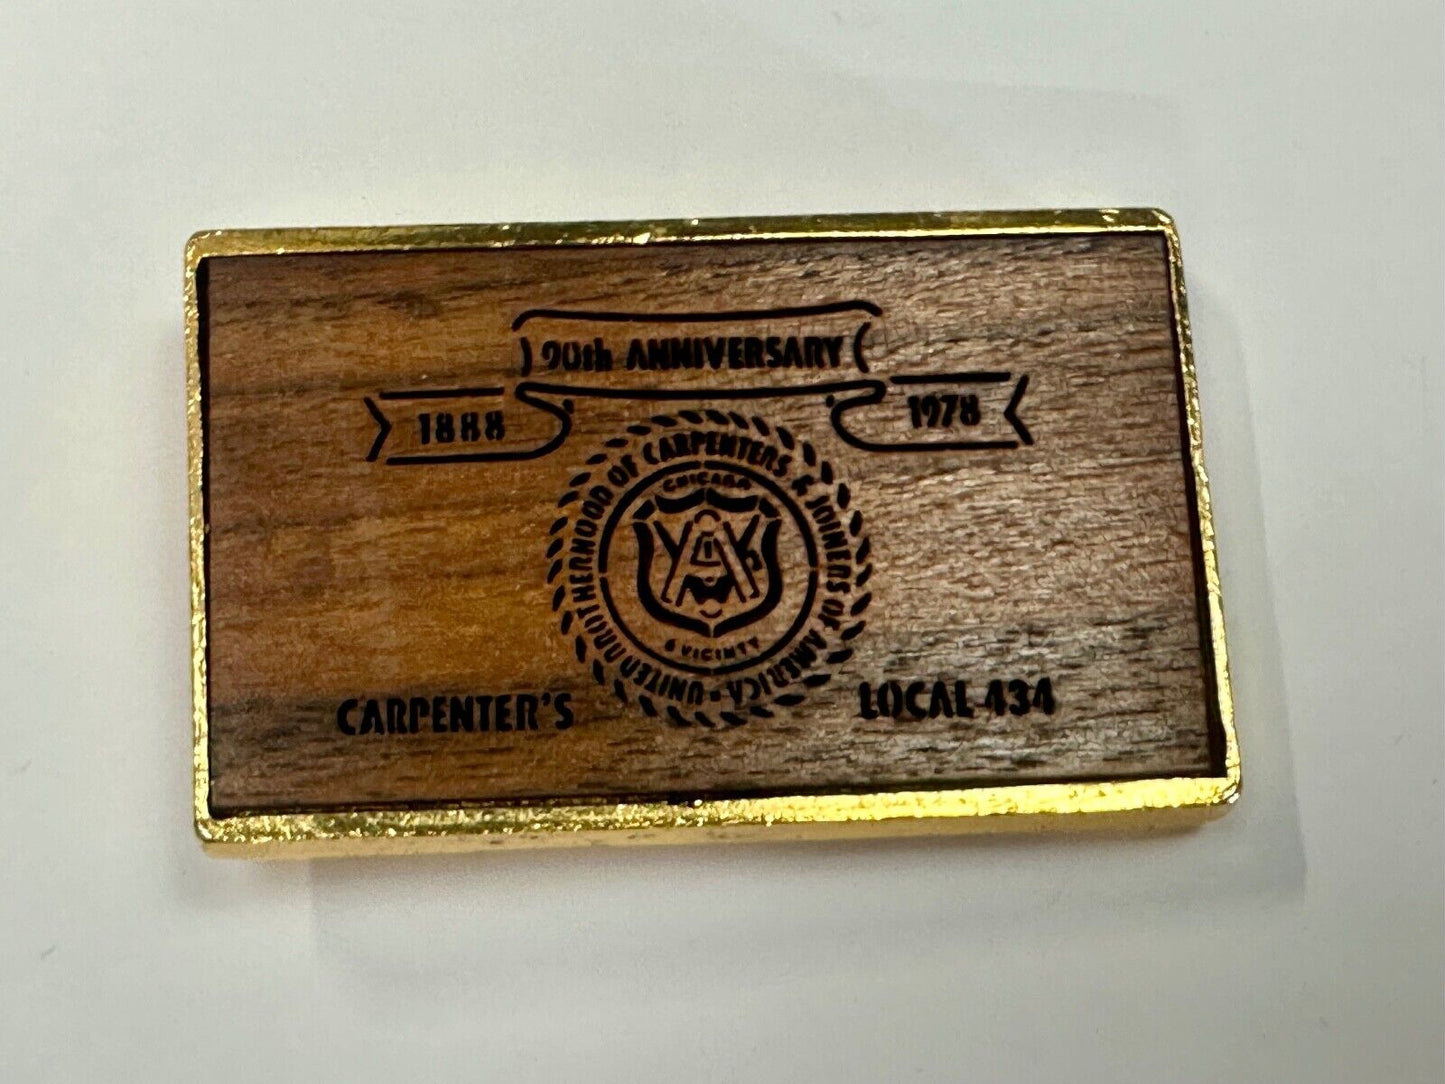 90th ANNIVERSARY
1888
1978
UNITED BROTHERHOOD OF CARPENTERS & JOINERS OF AMERICA •
CHICAGO
& VICINITY
CARPENTER'S
LOCAL 434